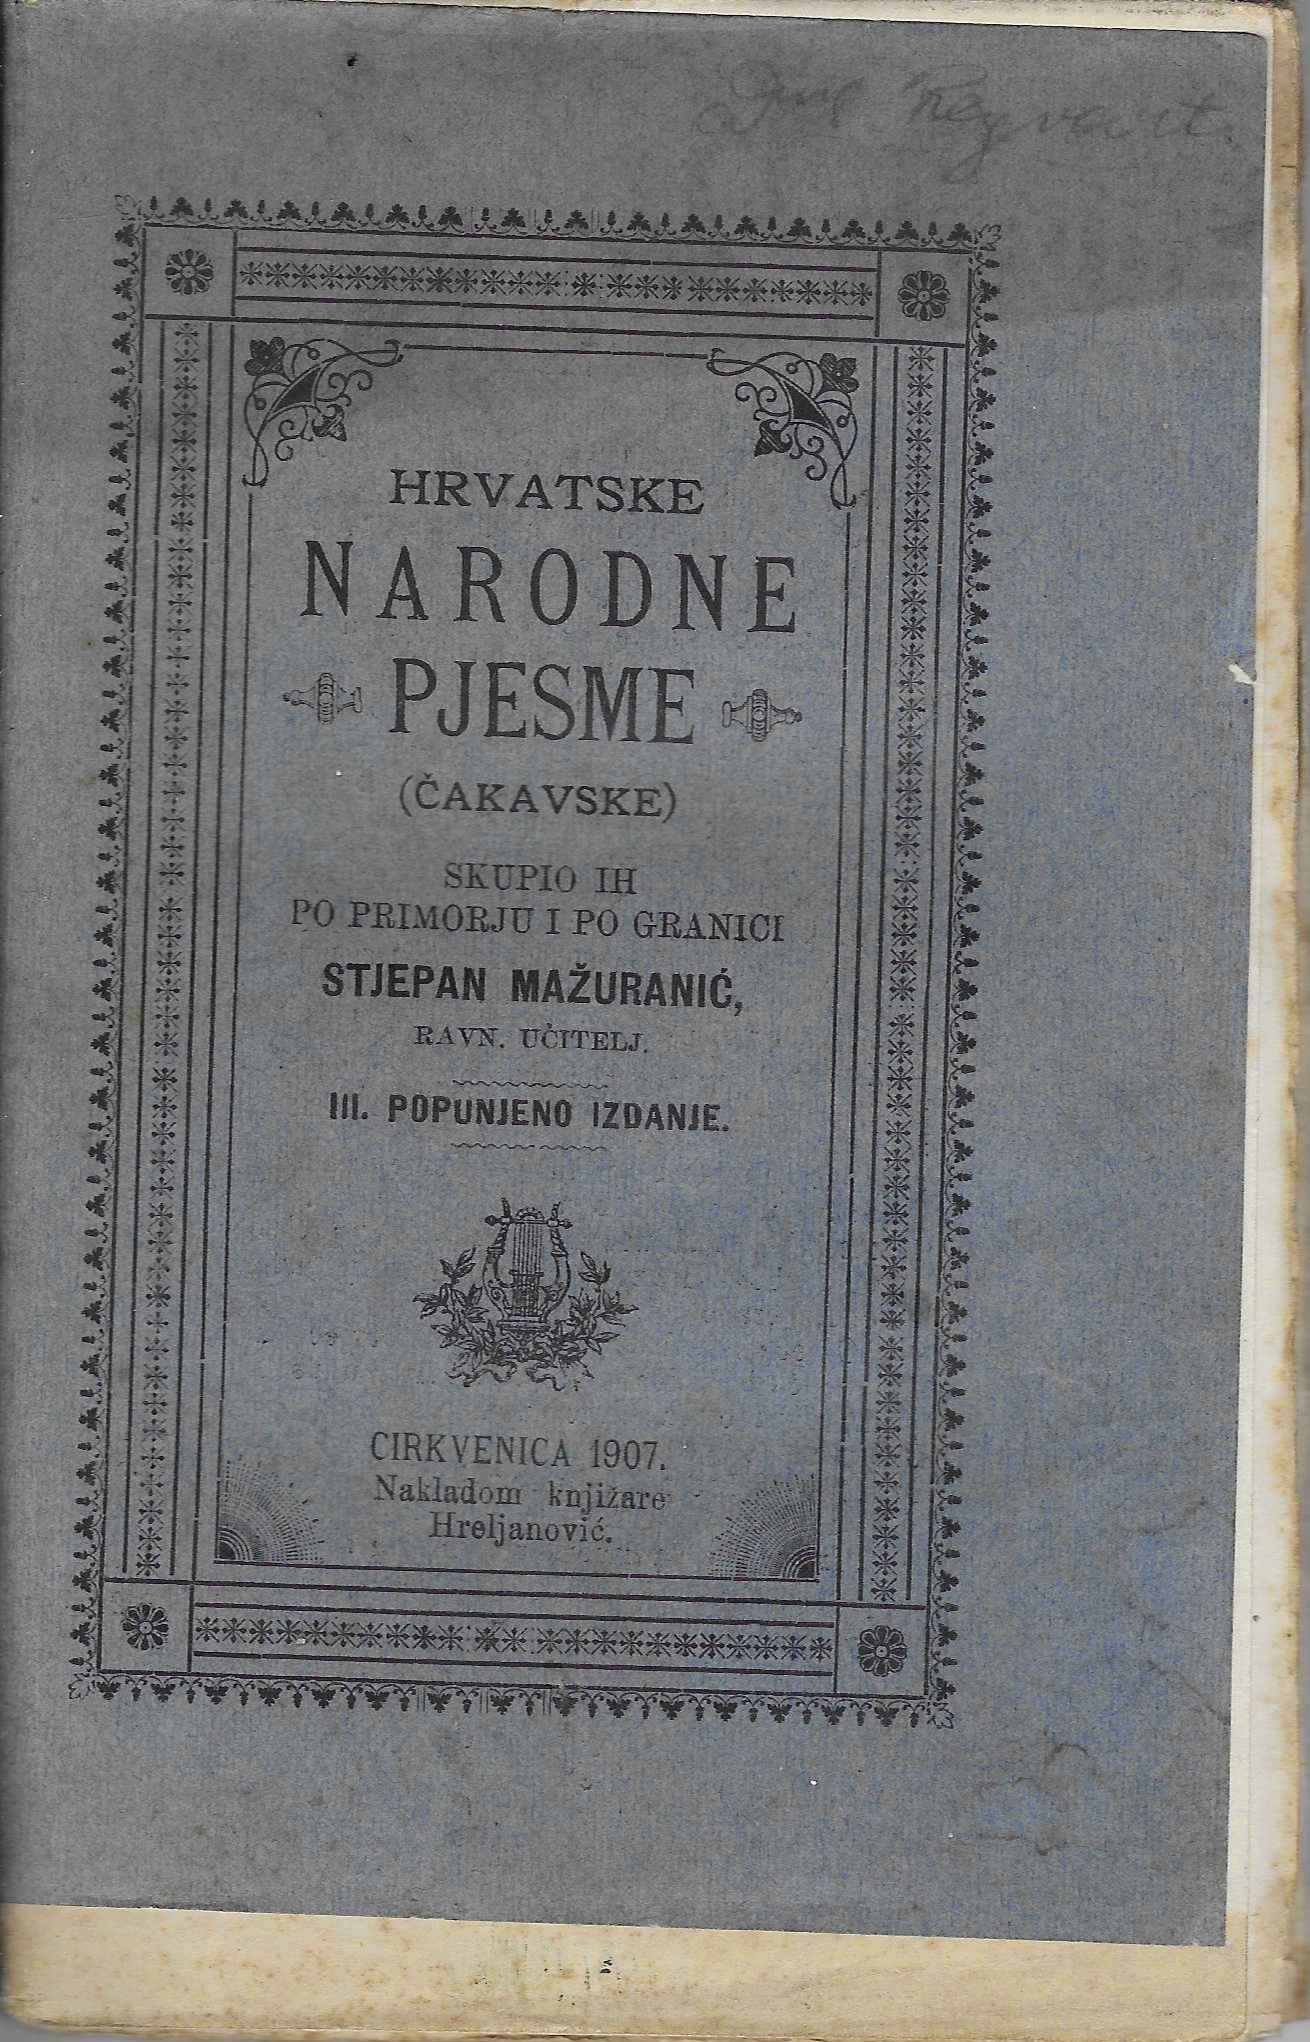 HRVATSKE
NARODNE
PJESME
(ČAKAVSKE)
SKUPIO IH
PO PRIMORJU I PO GRANICI
STJEPAN MAŽURANIĆ,
RAVN. UČITELJ.
III. POPUNJENO IZDANJE.
CIRKVENICA 1907.
Nakladom knjižare
Hreljanović.